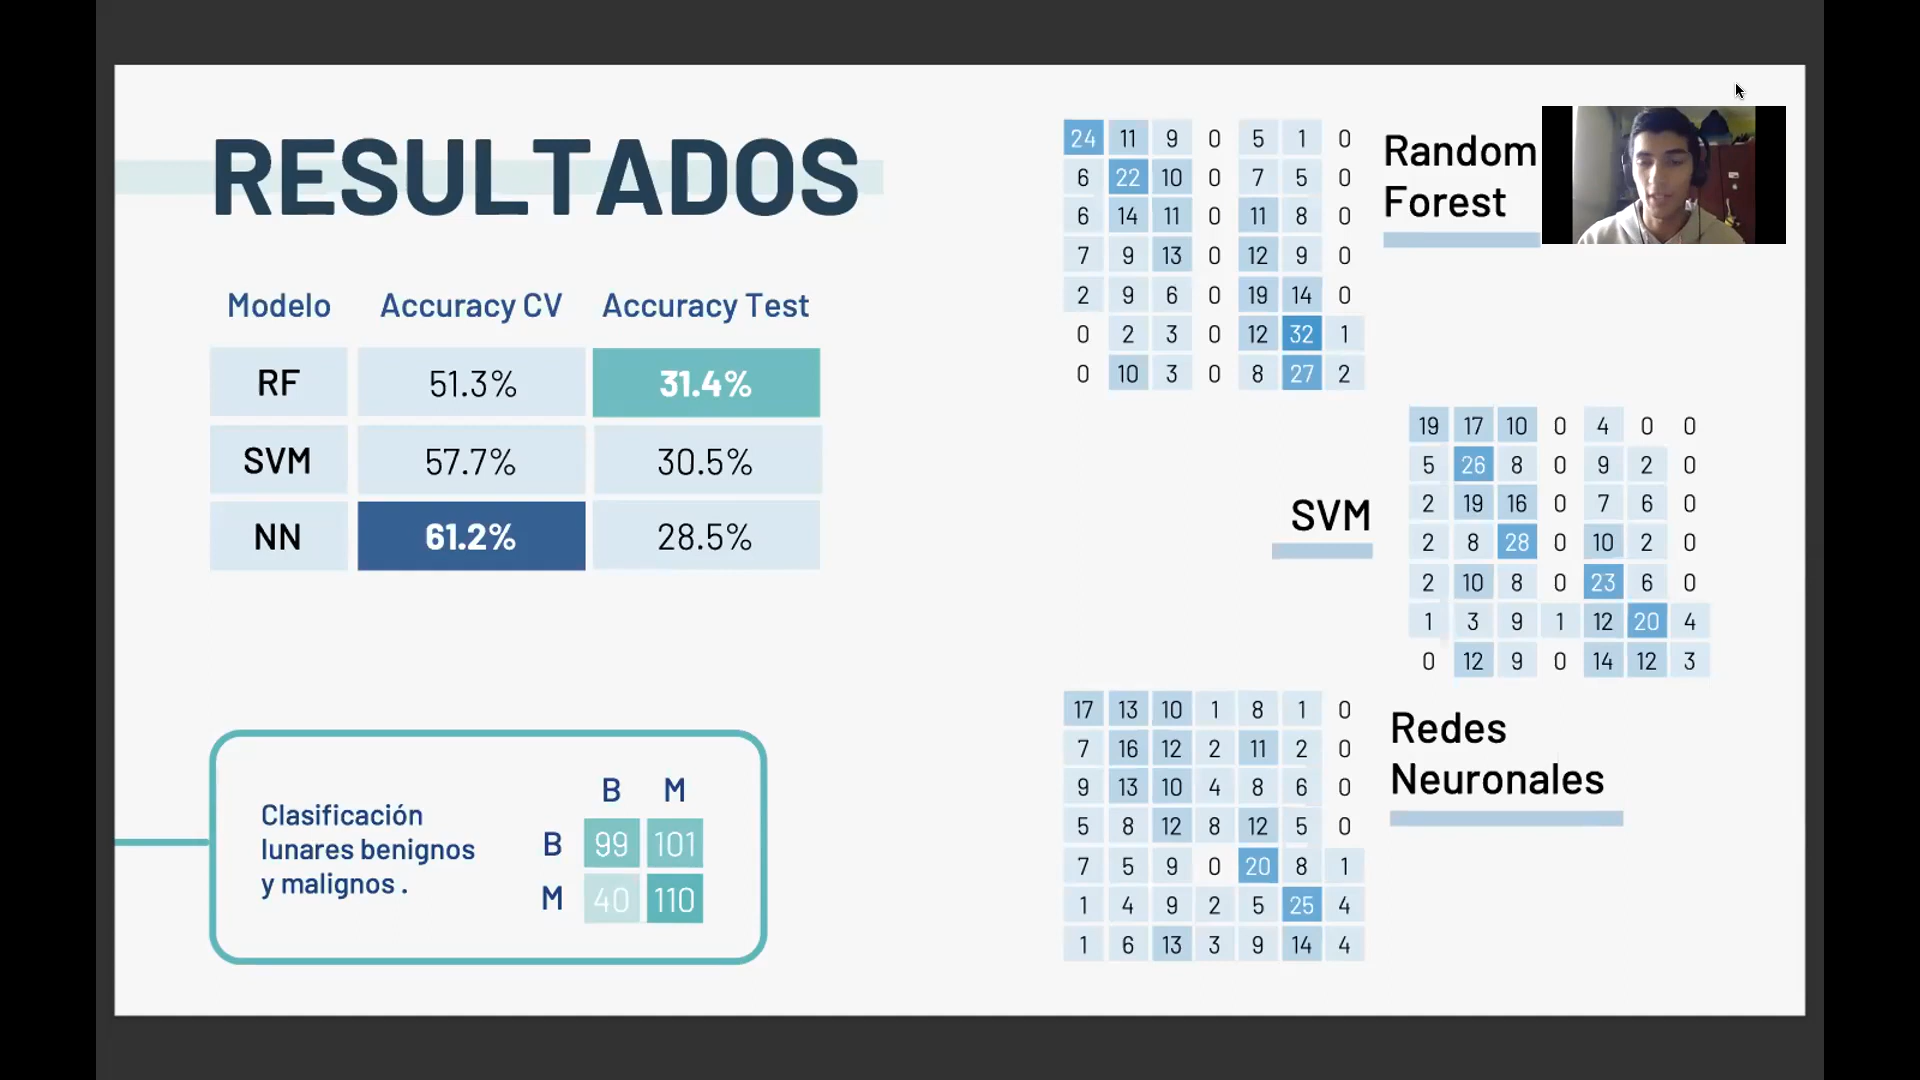 RESULTADOS
Modelo Accuracy CV Accuracy Test
RF 51.3% 31.4%
SVM 57.7% 30.5%
NN 61.2% 28.5%
Clasificación
lunares benignos
y malignos .
B M
B 99 101
M 40 110
24 11 9 0 5 1 0
6 22 10 0 7 5 0
6 14 11 0 11 8 0
7 9 13 0 12 9 0
2 9 6 0 19 14 0
0 2 3 0 12 32 1
0 10 3 0 8 27 2
Random
Forest
SVM
19 17 10 0 4 0 0
5 26 8 0 9 2 0
2 19 16 0 7 6 0
2 8 28 0 10 2 0
2 10 8 0 23 6 0
1 3 9 1 12 20 4
0 12 9 0 14 12 3
17 13 10 1 8 1 0
7 16 12 2 11 2 0
9 13 10 4 8 6 0
5 8 12 8 12 5 0
7 5 9 0 20 8 1
1 4 9 2 5 25 4
1 6 13 3 9 14 4
Redes
Neuronales